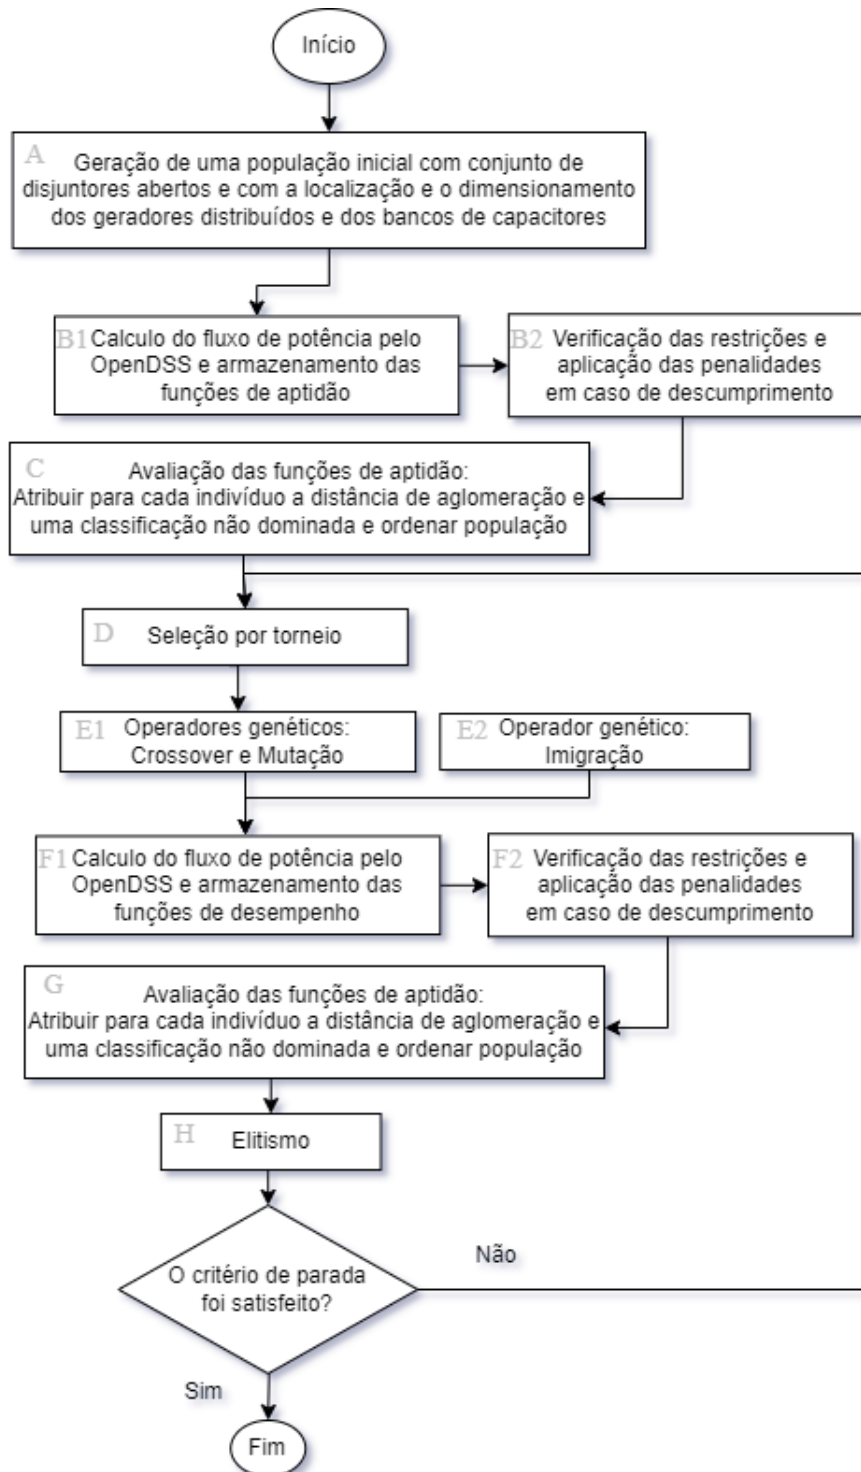 Início
A Geração de uma população inicial com conjunto de
disjuntores abertos e com a localização e o dimensionamento
dos geradores distribuídos e dos bancos de capacitores
B1 Calculo do fluxo de potência pelo
OpenDSS e armazenamento das
funções de aptidão
B2 Verificação das restrições e
aplicação das penalidades
em caso de descumprimento
C Avaliação das funções de aptidão:
Atribuir para cada indivíduo a distância de aglomeração e
uma classificação não dominada e ordenar população
D Seleção por torneio
E1 Operadores genéticos:
Crossover e Mutação
E2 Operador genético:
Imigração
F1 Calculo do fluxo de potência pelo
OpenDSS e armazenamento das
funções de desempenho
F2 Verificação das restrições e
aplicação das penalidades
em caso de descumprimento
G Avaliação das funções de aptidão:
Atribuir para cada indivíduo a distância de aglomeração e
uma classificação não dominada e ordenar população
H Elitismo
O critério de parada
foi satisfeito?
Não
Sim
Fim